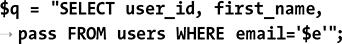 $q = "SELECT user_id, first_name,
→ pass FROM users WHERE email='$e'";